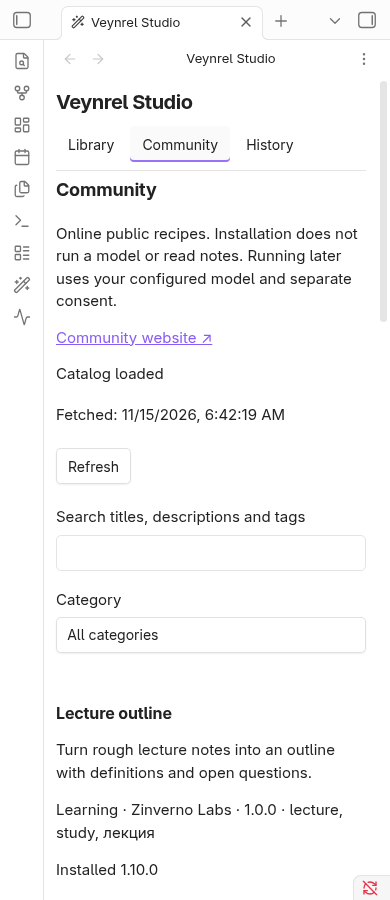 Veynrel Studio
Veynrel Studio
Veynrel Studio
Library Community History
Community
Online public recipes. Installation does not
run a model or read notes. Running later
uses your configured model and separate
consent.
Community website ↗
Catalog loaded
Fetched: 11/15/2026, 6:42:19 AM
Refresh
Search titles, descriptions and tags
Category
All categories
Lecture outline
Turn rough lecture notes into an outline
with definitions and open questions.
Learning · Zinverno Labs · 1.0.0 · lecture,
study, лекция
Installed 1.10.0